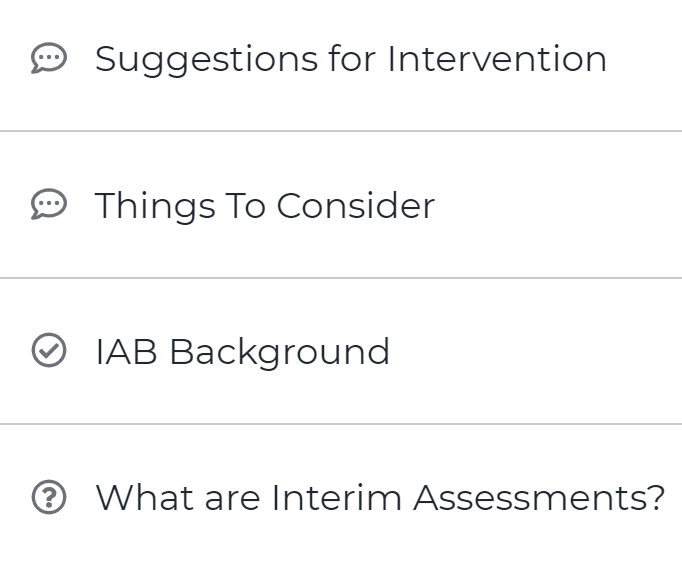 Suggestions for Intervention
Things To Consider
IAB Background
What are Interim Assessments?